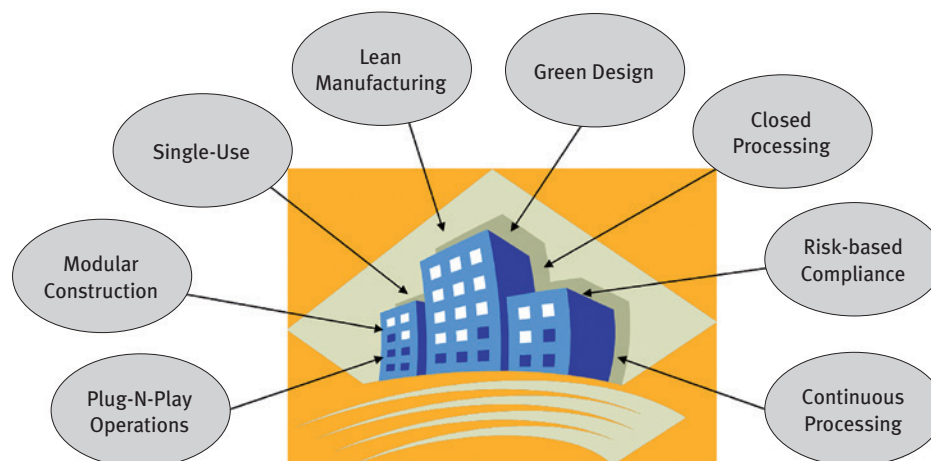 Lean
Manufacturing
Green Design
Single-Use
Closed
Processing
Modular
Construction
Risk-based
Compliance
Plug-N-Play
Operations
Continuous
Processing